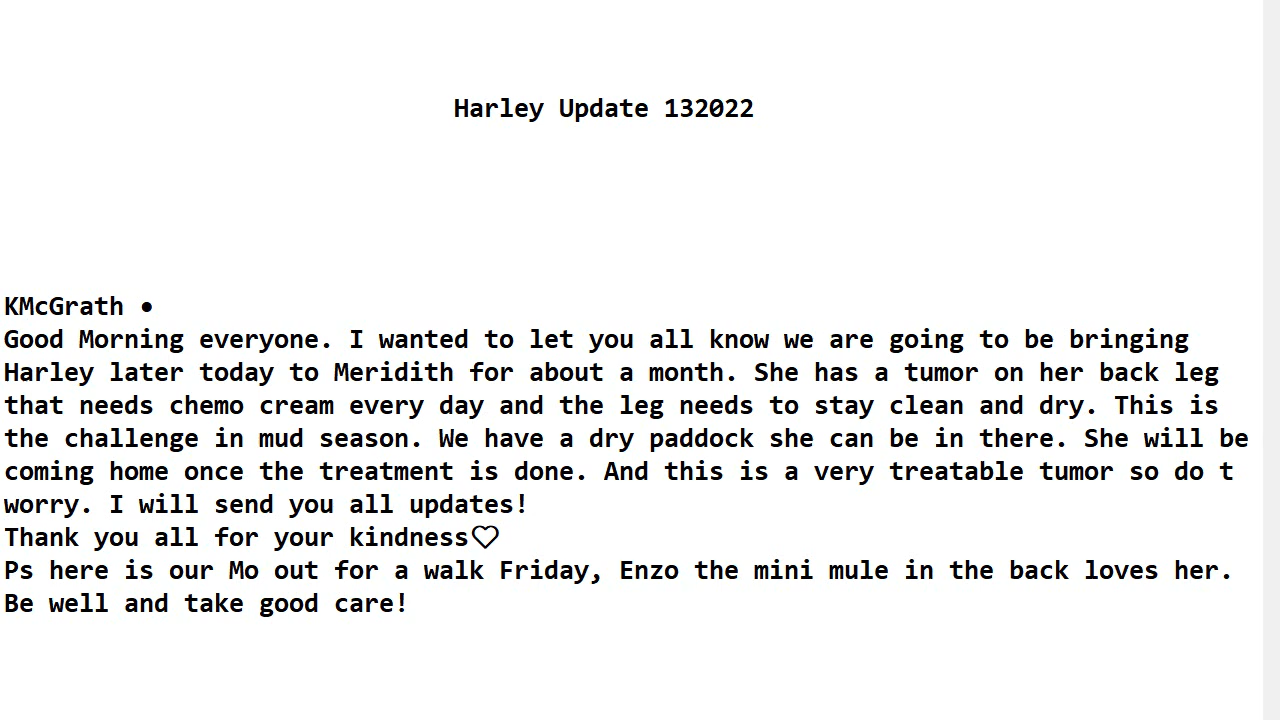 Harley Update 132022
KMcGrath •
Good Morning everyone. I wanted to let you all know we are going to be bringing
Harley later today to Meridith for about a month. She has a tumor on her back leg
that needs chemo cream every day and the leg needs to stay clean and dry. This is
the challenge in mud season. We have a dry paddock she can be in there. She will be
coming home once the treatment is done. And this is a very treatable tumor so do t
worry. I will send you all updates!
Thank you all for your kindness♡
Ps here is our Mo out for a walk Friday, Enzo the mini mule in the back loves her.
Be well and take good care!